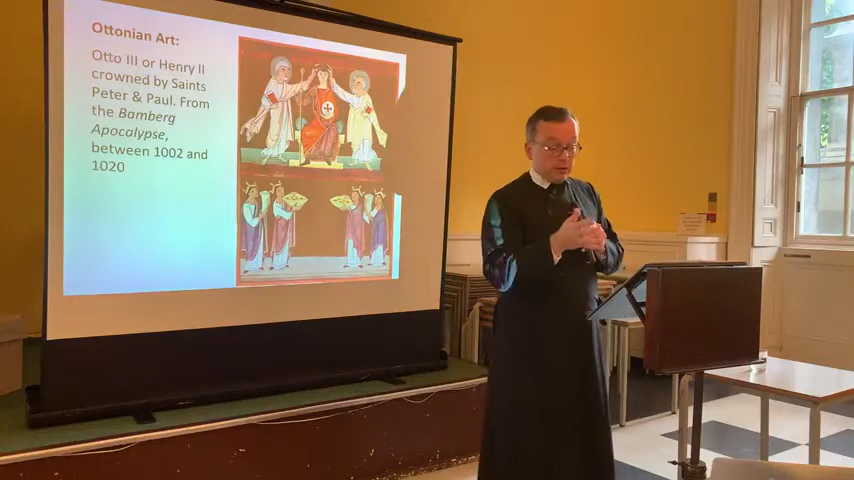 Ottonian Art:
Otto III or Henry II
crowned by Saints
Peter & Paul. From
the Bamberg
Apocalypse,
between 1002 and
1020